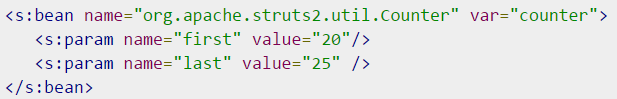 <s:bean name="org.apache.struts2.util.Counter" var="counter">
   <s:param name="first" value="20"/>
   <s:param name="last" value="25" />
</s:bean>